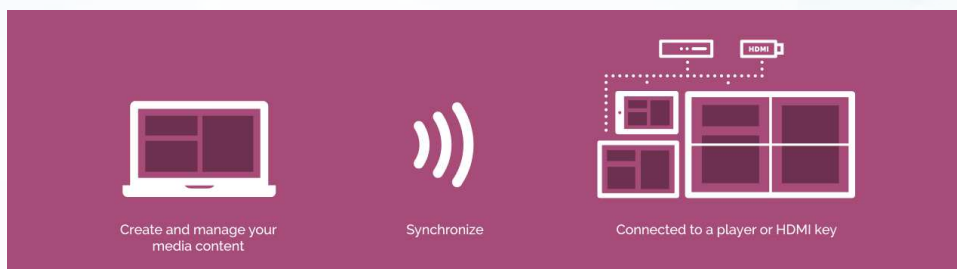 HDMI
Create and manage your
media content
Synchronize
Connected to a player or HDMI key